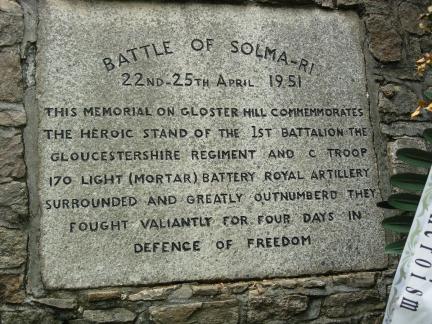 BATTLE OF SOLMA-RI
22ND-25TH APRIL 1951
THIS MEMORIAL ON GLOSTER HILL COMMEMORATES
THE HEROIC STAND OF THE 1ST BATTALION THE
GLOUCESTERSHIRE REGIMENT AND C TROOP
170 LIGHT (MORTAR) BATTERY ROYAL ARTILLERY
SURROUNDED AND GREATLY OUTNUMBERD THEY
FOUGHT VALIANTLY FOR FOUR DAYS IN
DEFENCE OF FREEDOM